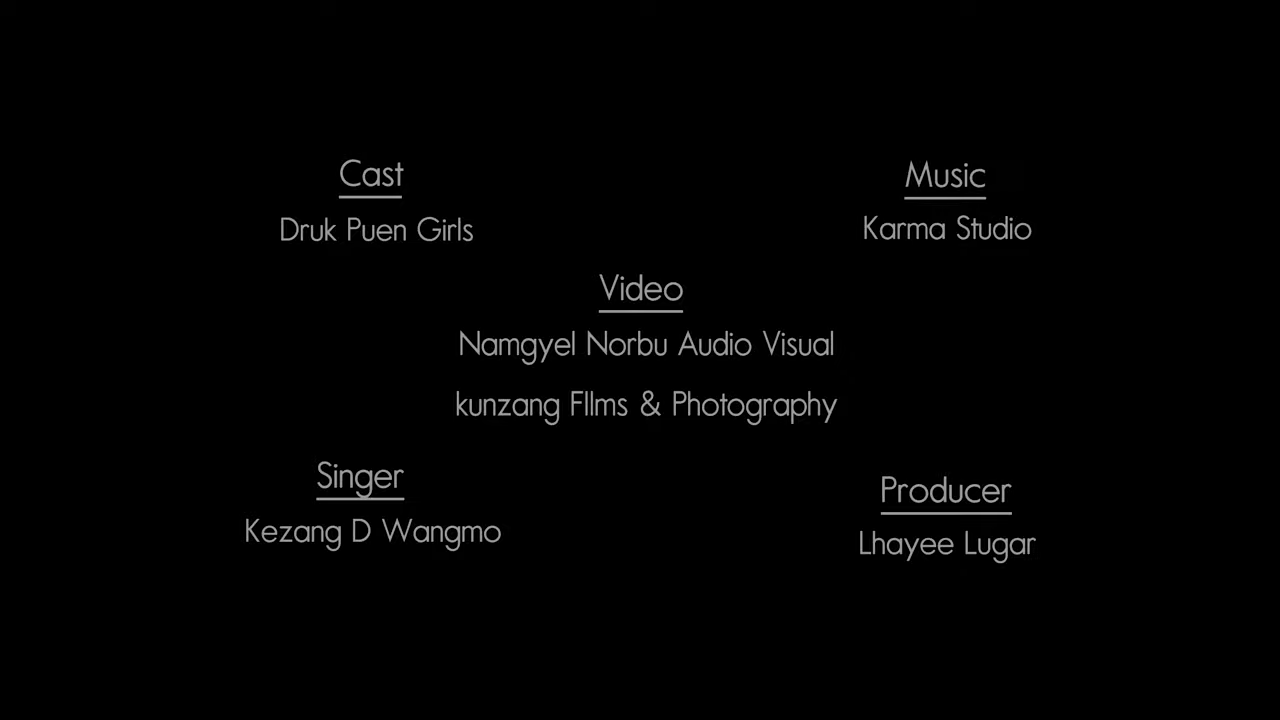 Cast
Druk Puen Girls
Music
Karma Studio
Video
Namgyel Norbu Audio Visual
kunzang FIlms & Photography
Singer
Kezang D Wangmo
Producer
Lhayee Lugar